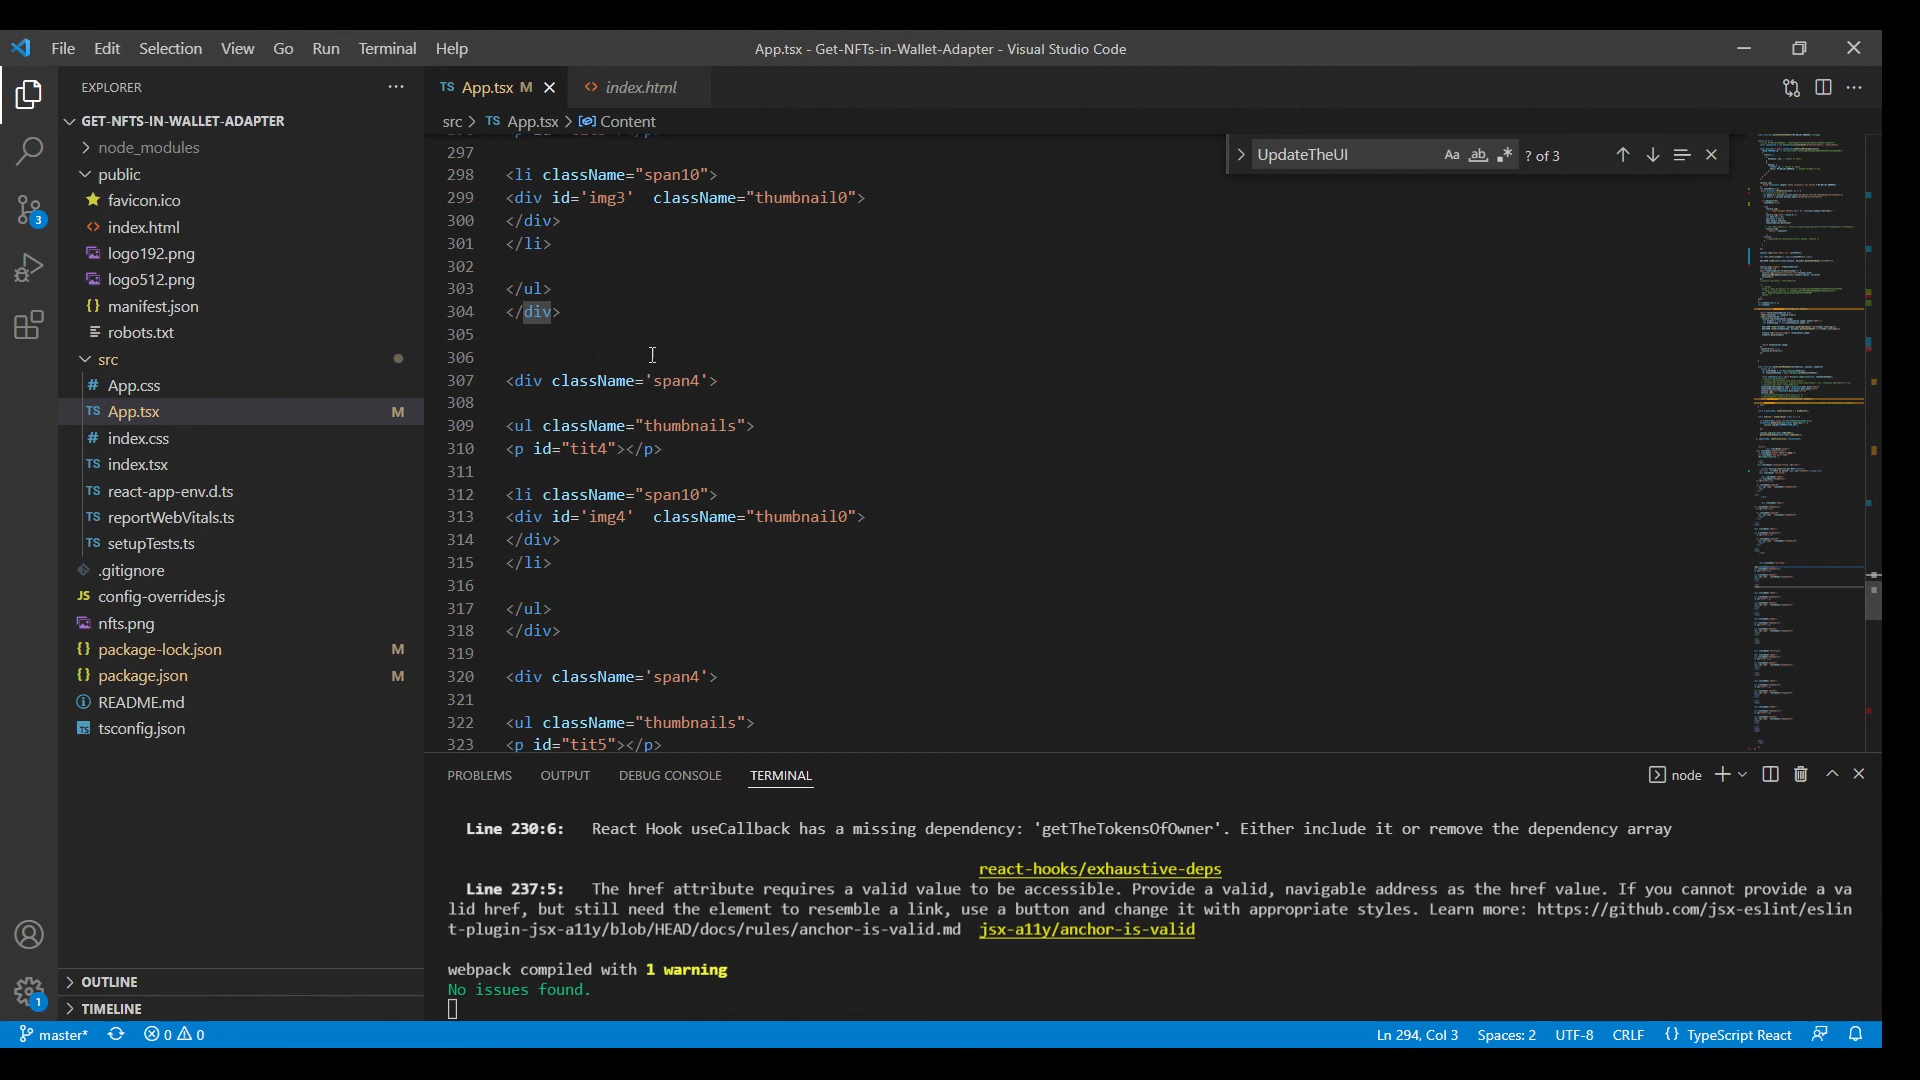 File Edit Selection View Go Run Terminal Help
App.tsx - Get-NFTs-in-Wallet-Adapter - Visual Studio Code
EXPLORER
GET-NFTS-IN-WALLET-ADAPTER
node_modules
public
favicon.ico
index.html
logo192.png
logo512.png
manifest.json
robots.txt
src
App.css
App.tsx M
index.css
index.tsx
react-app-env.d.ts
reportWebVitals.ts
setupTests.ts
.gitignore
config-overrides.js
nfts.png
package-lock.json M
package.json M
README.md
tsconfig.json
OUTLINE
TIMELINE
3
1
TS App.tsx M
index.html
src > TS App.tsx > Content
UpdateTheUI Aa ab ? of 3
297
298 <li className="span10">
299 <div id='img3' className="thumbnail0">
300 </div>
301 </li>
302
303 </ul>
304 </div>
305
306
307 <div className='span4'>
308
309 <ul className="thumbnails">
310 <p id="tit4"></p>
311
312 <li className="span10">
313 <div id='img4' className="thumbnail0">
314 </div>
315 </li>
316
317 </ul>
318 </div>
319
320 <div className='span4'>
321
322 <ul className="thumbnails">
323 <p id="tit5"></p>
PROBLEMS OUTPUT DEBUG CONSOLE TERMINAL
node
Line 230:6: React Hook useCallback has a missing dependency: 'getTheTokensOfOwner'. Either include it or remove the dependency array
react-hooks/exhaustive-deps
Line 237:5: The href attribute requires a valid value to be accessible. Provide a valid, navigable address as the href value. If you cannot provide a va
lid href, but still need the element to resemble a link, use a button and change it with appropriate styles. Learn more: https://github.com/jsx-eslint/eslin
t-plugin-jsx-a11y/blob/HEAD/docs/rules/anchor-is-valid.md jsx-a11y/anchor-is-valid
webpack compiled with 1 warning
No issues found.
master* 0 0
Ln 294, Col 3 Spaces: 2 UTF-8 CRLF {} TypeScript React